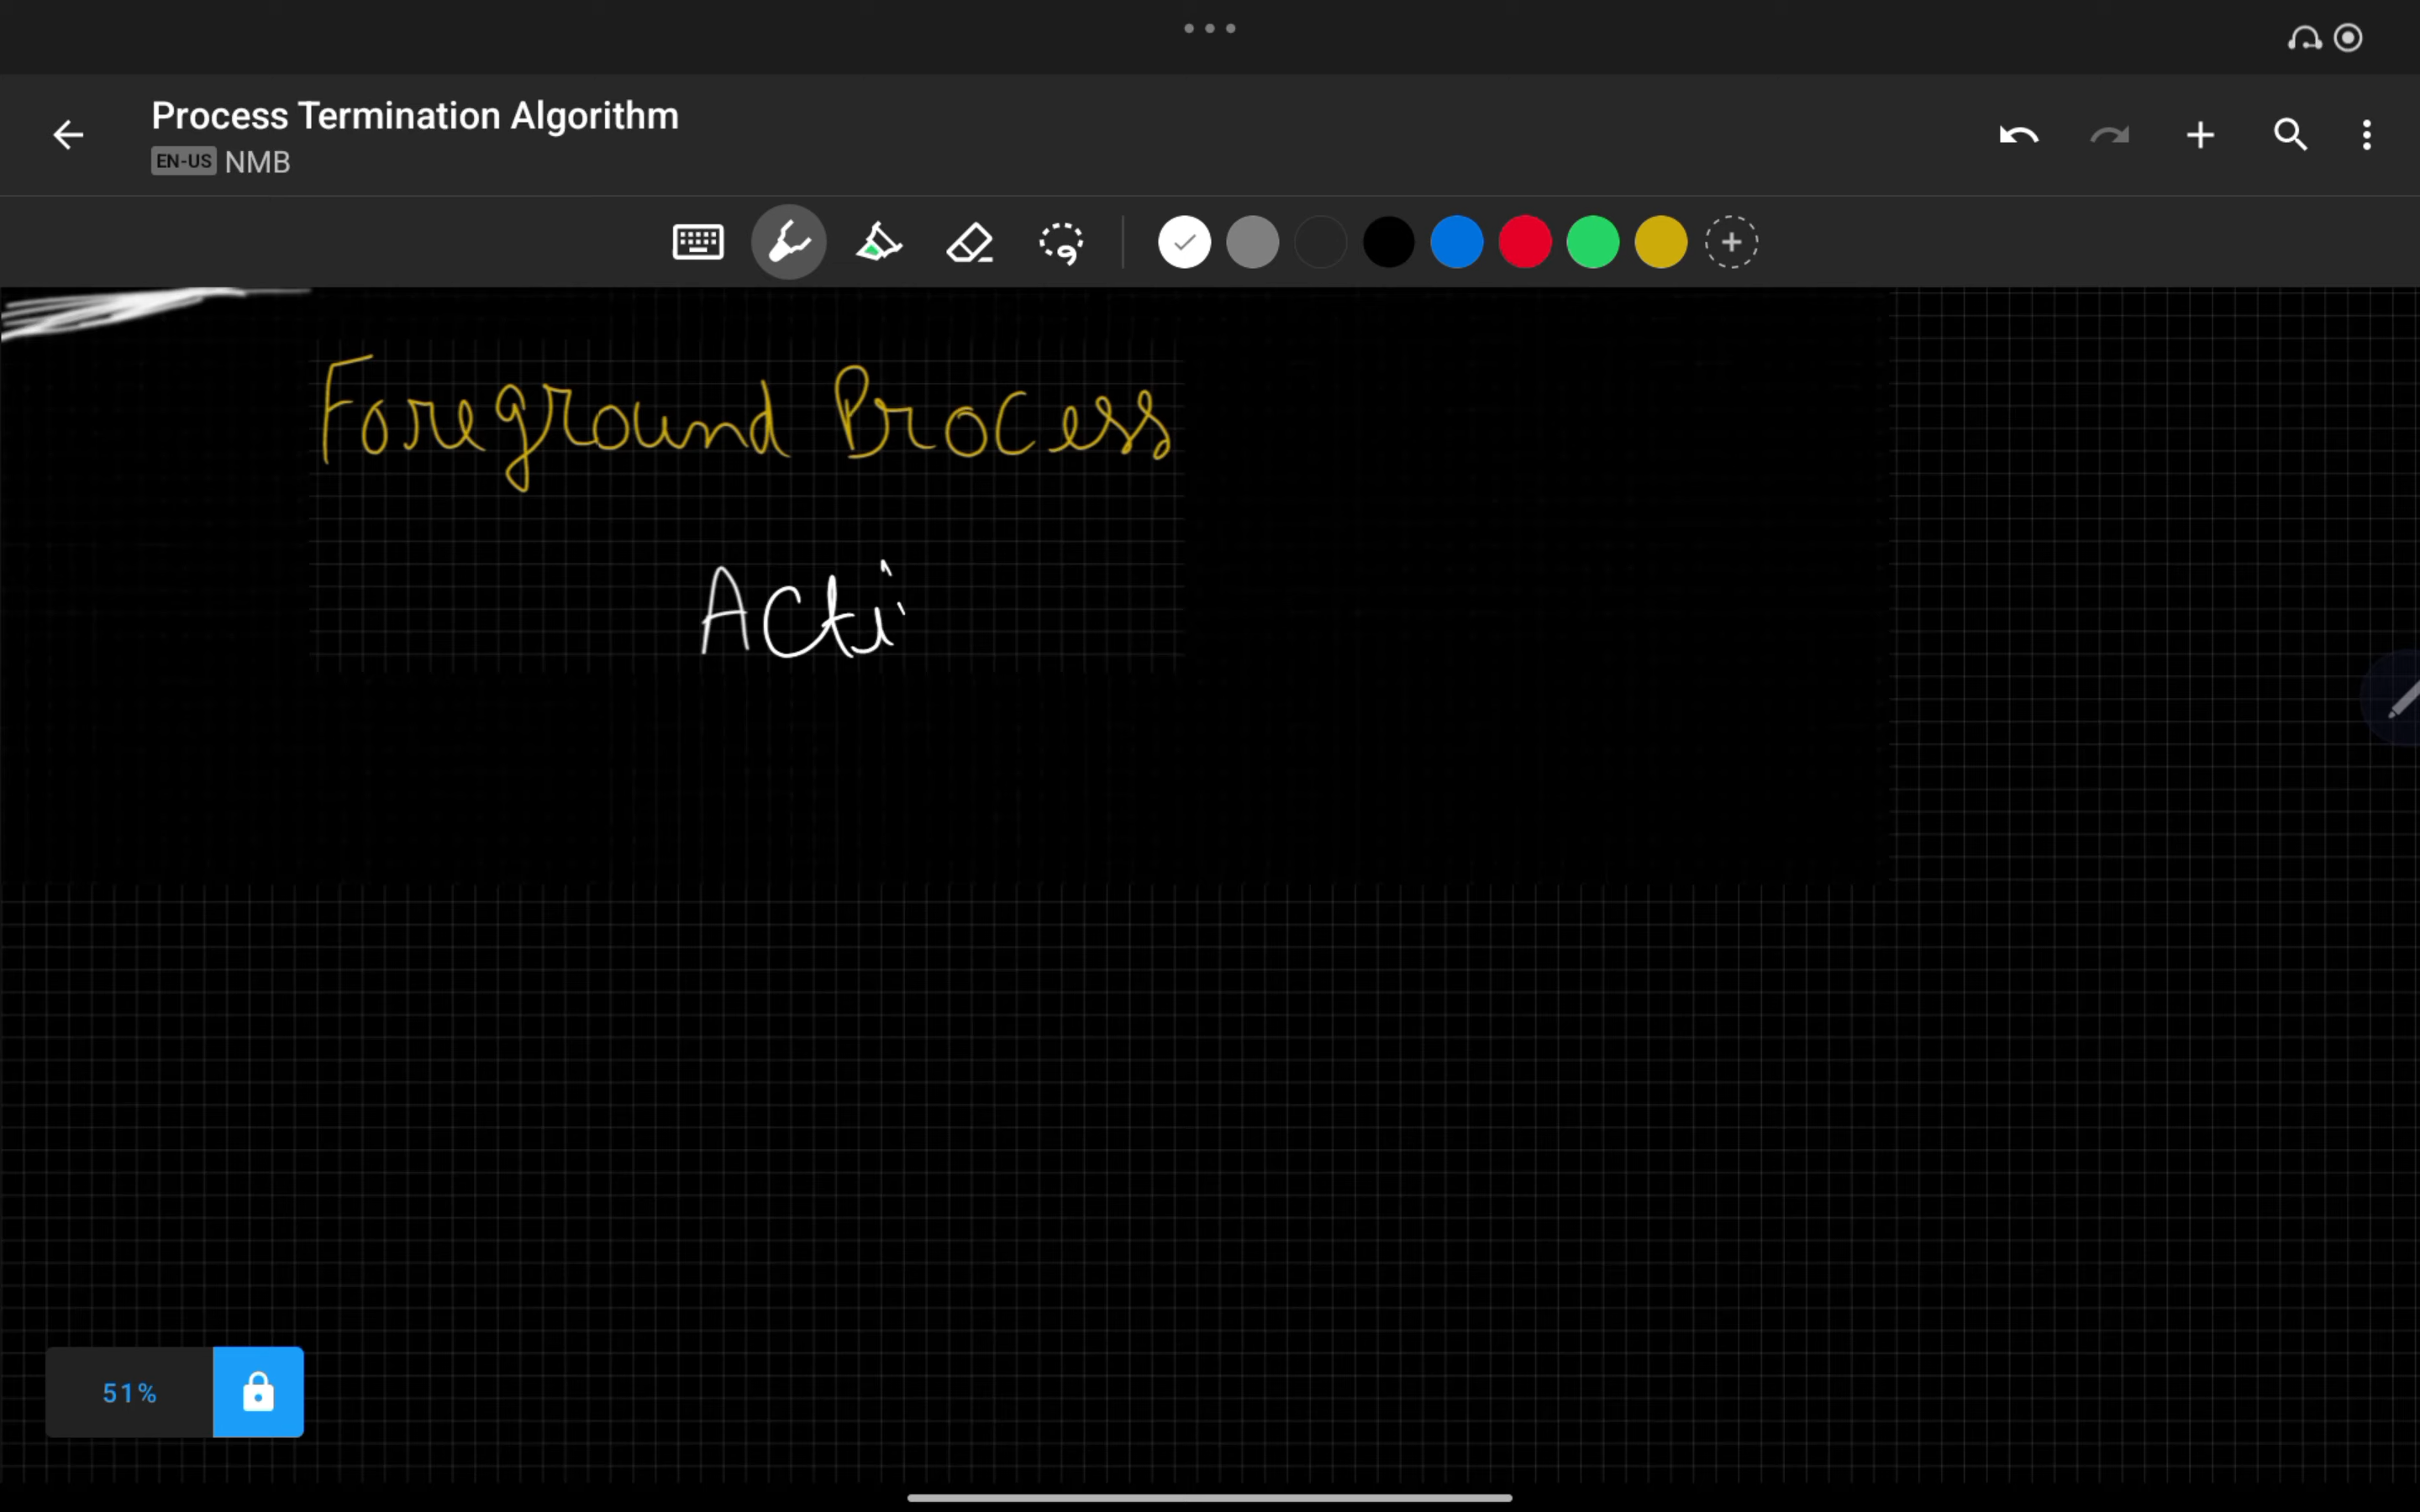 Process Termination Algorithm
EN-US NMB
Foreground Process
Acti
51%